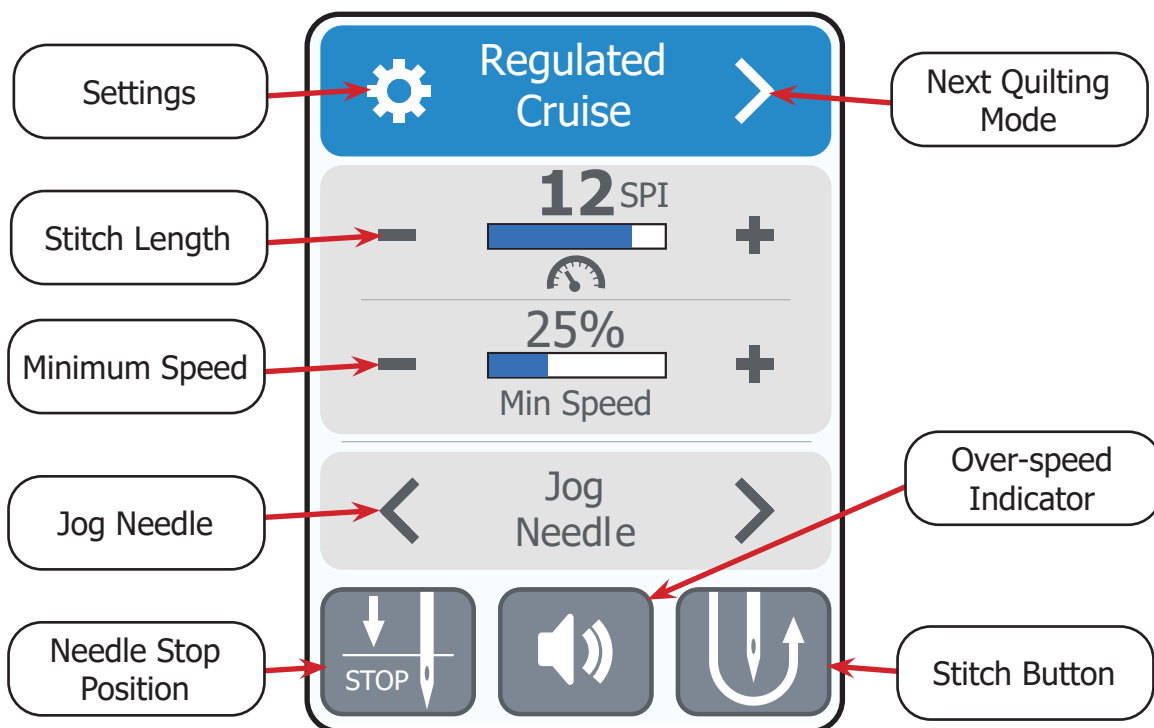 Settings
Regulated
Cruise
Next Quilting
Mode
12 SPI
Stitch Length
25%
Min Speed
Minimum Speed
Over-speed
Indicator
Jog
Needle
Jog Needle
Needle Stop
Position
STOP
Stitch Button